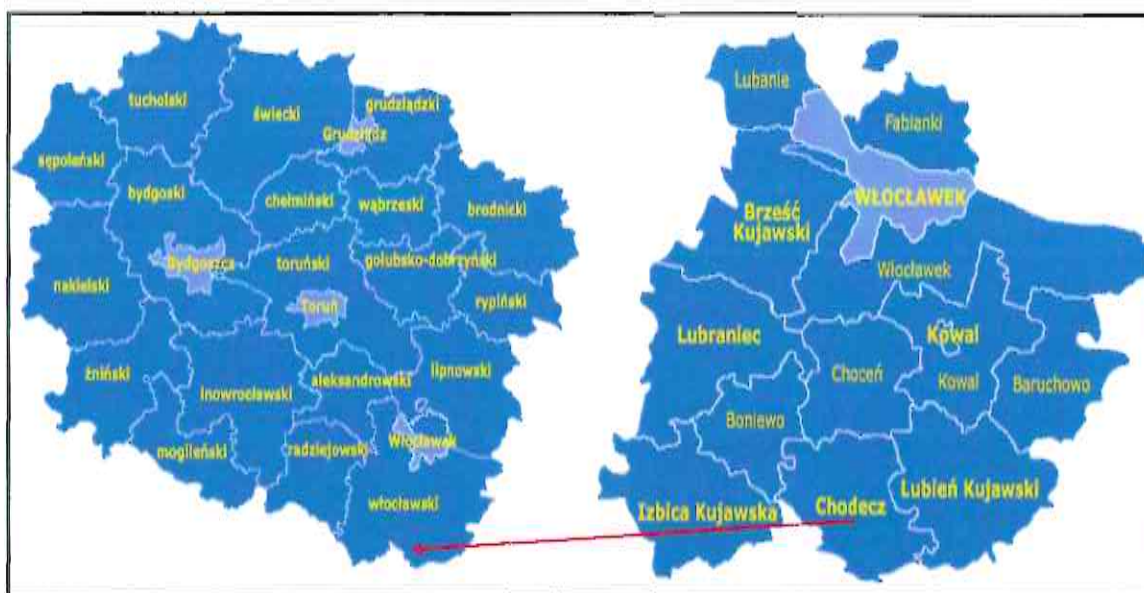 tucholski
świecki
grudziądzki
Grudziądz
sępoleński
bydgoski
chełmiński
wąbrzeski
brodnicki
Bydgoszcz
toruński
golubsko-dobrzyński
nakielski
Toruń
rypiński
żniński
inowrocławski
aleksandrowski
lipnowski
mogileński
radziejowski
Włocławek
włocławski
Lubanie
Fabianki
WŁOCŁAWEK
Brześć
Kujawski
Włocławek
Lubraniec
Kowal
Choceń
Kowal
Baruchowo
Boniewo
Izbica Kujawska
Chodecz
Lubień Kujawski